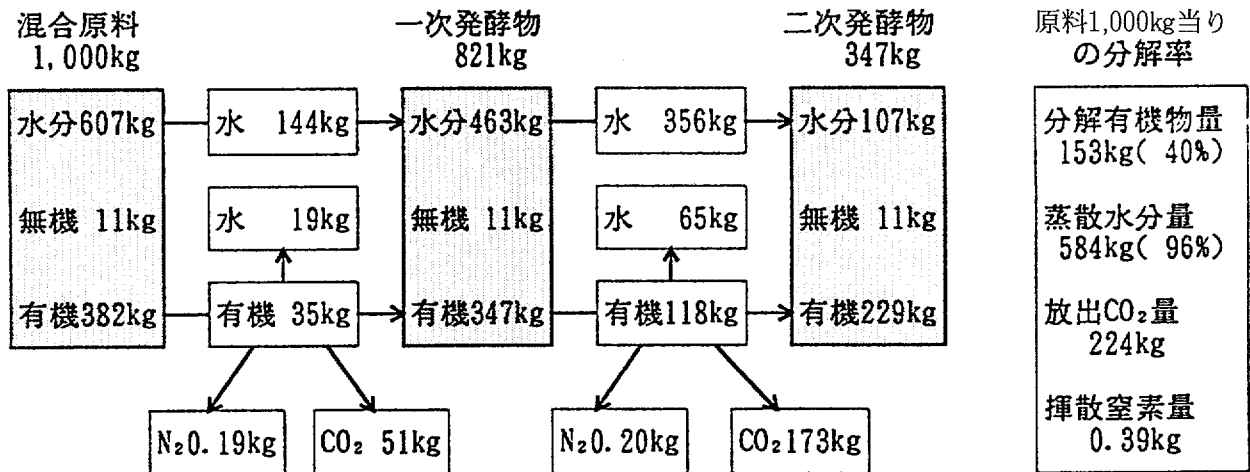 混合原料
1,000kg
一次発酵物
821kg
二次発酵物
347kg
原料1,000kg当り
の分解率
水分607kg
水 144kg
水分463kg
水 356kg
水分107kg
分解有機物量
153kg( 40%)
無機 11kg
水 19kg
無機 11kg
水 65kg
無機 11kg
蒸散水分量
584kg( 96%)
有機382kg
有機 35kg
有機347kg
有機118kg
有機229kg
放出CO₂量
224kg
N₂0.19kg
CO₂ 51kg
N₂0.20kg
CO₂173kg
揮散窒素量
0.39kg